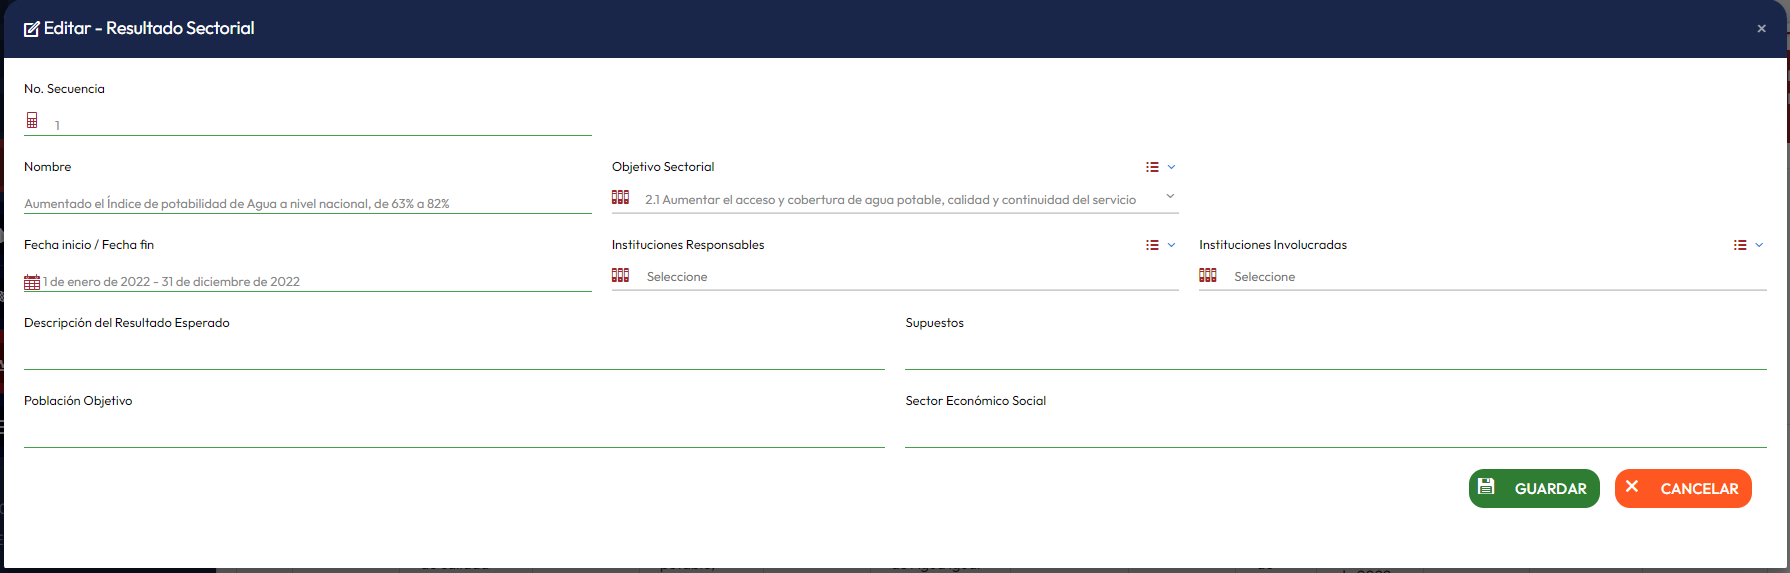 Editar - Resultado Sectorial
×
No. Secuencia
1
Nombre
Objetivo Sectorial
Aumentado el Índice de potabilidad de Agua a nivel nacional, de 63% a 82%
2.1 Aumentar el acceso y cobertura de agua potable, calidad y continuidad del servicio
Fecha inicio / Fecha fin
Instituciones Responsables
Instituciones Involucradas
1 de enero de 2022 - 31 de diciembre de 2022
Seleccione
Seleccione
Descripción del Resultado Esperado
Supuestos
Población Objetivo
Sector Económico Social
GUARDAR
CANCELAR